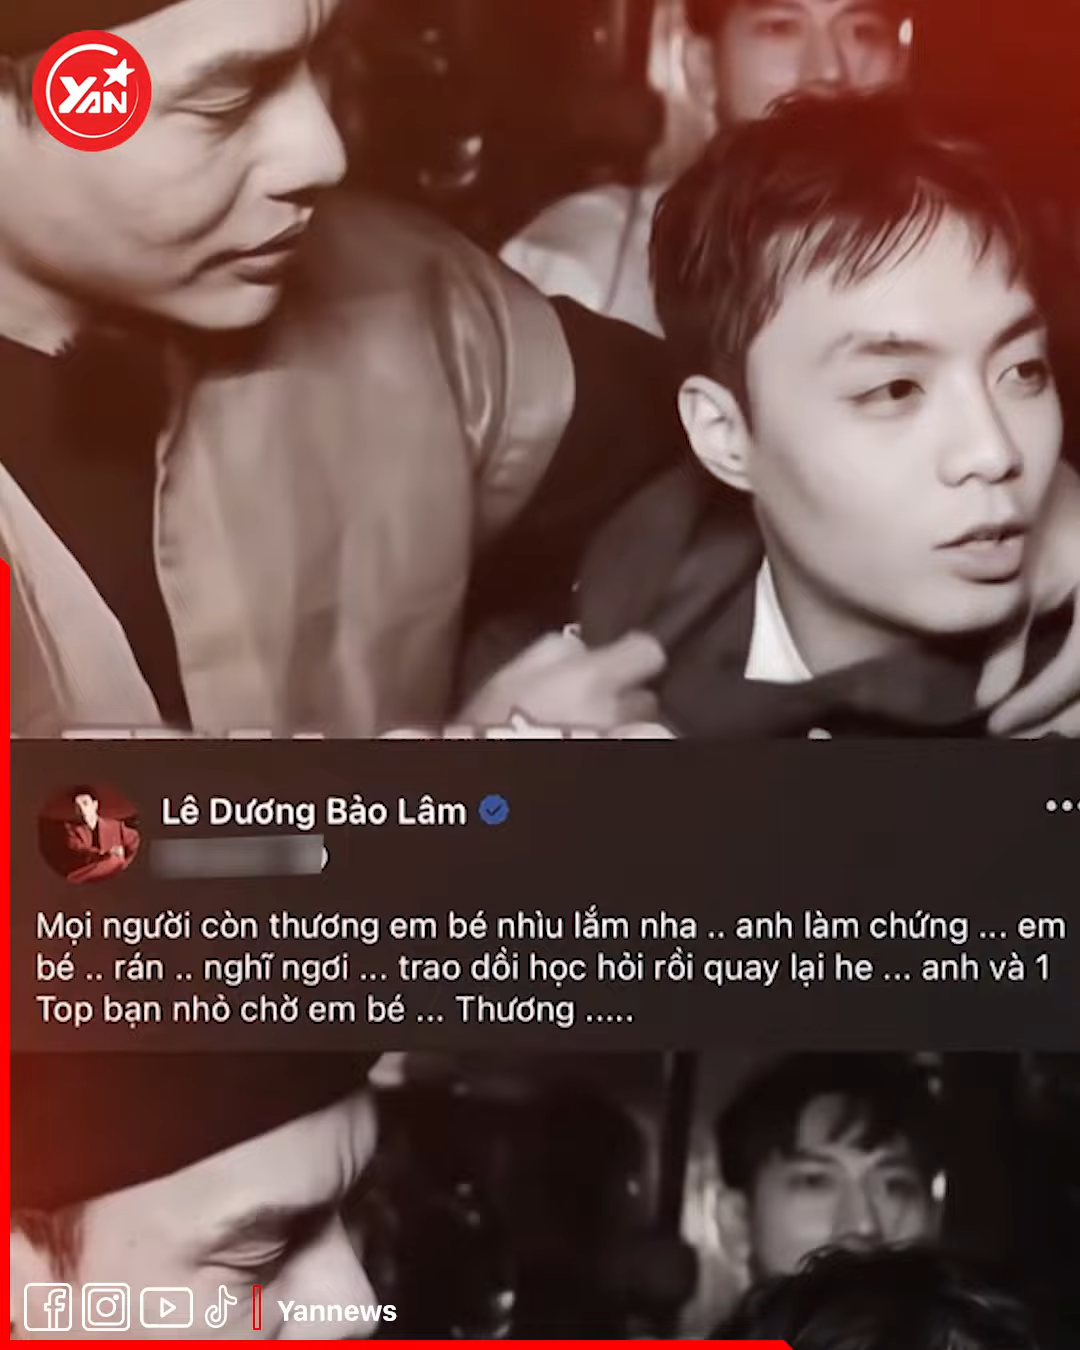 YAN
Lê Dương Bảo Lâm
Mọi người còn thương em bé nhìu lắm nha .. anh làm chứng ... em
bé .. rán .. nghĩ ngơi ... trao dồi học hỏi rồi quay lại he ... anh và 1
Top bạn nhỏ chờ em bé ... Thương .....
Yannews